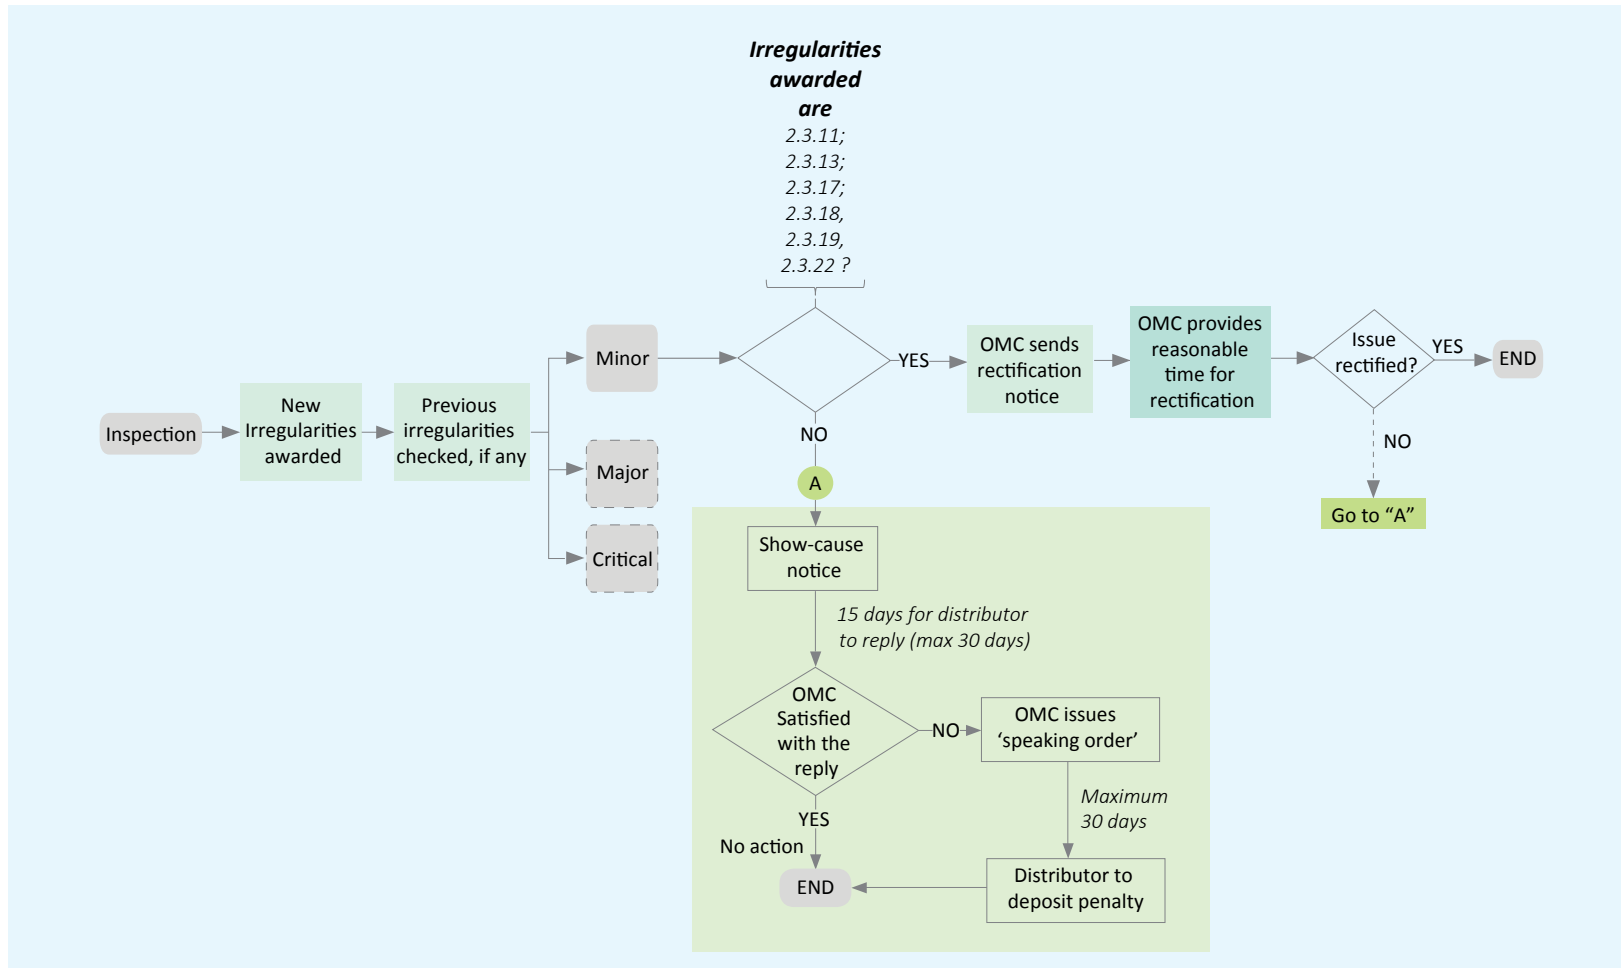 Irregularities
awarded
are
2.3.11;
2.3.13;
2.3.17;
2.3.18,
2.3.19,
2.3.22 ?
Inspection
New
Irregularities
awarded
Previous
irregularities
checked, if any
Minor
Major
Critical
YES
OMC sends
rectification
notice
OMC provides
reasonable
time for
rectification
Issue
rectified?
YES
END
NO
Go to “A”
NO
A
Show-cause
notice
15 days for distributor
to reply (max 30 days)
OMC
Satisfied
with the
reply
NO
OMC issues
‘speaking order’
Maximum
30 days
YES
No action
END
Distributor to
deposit penalty